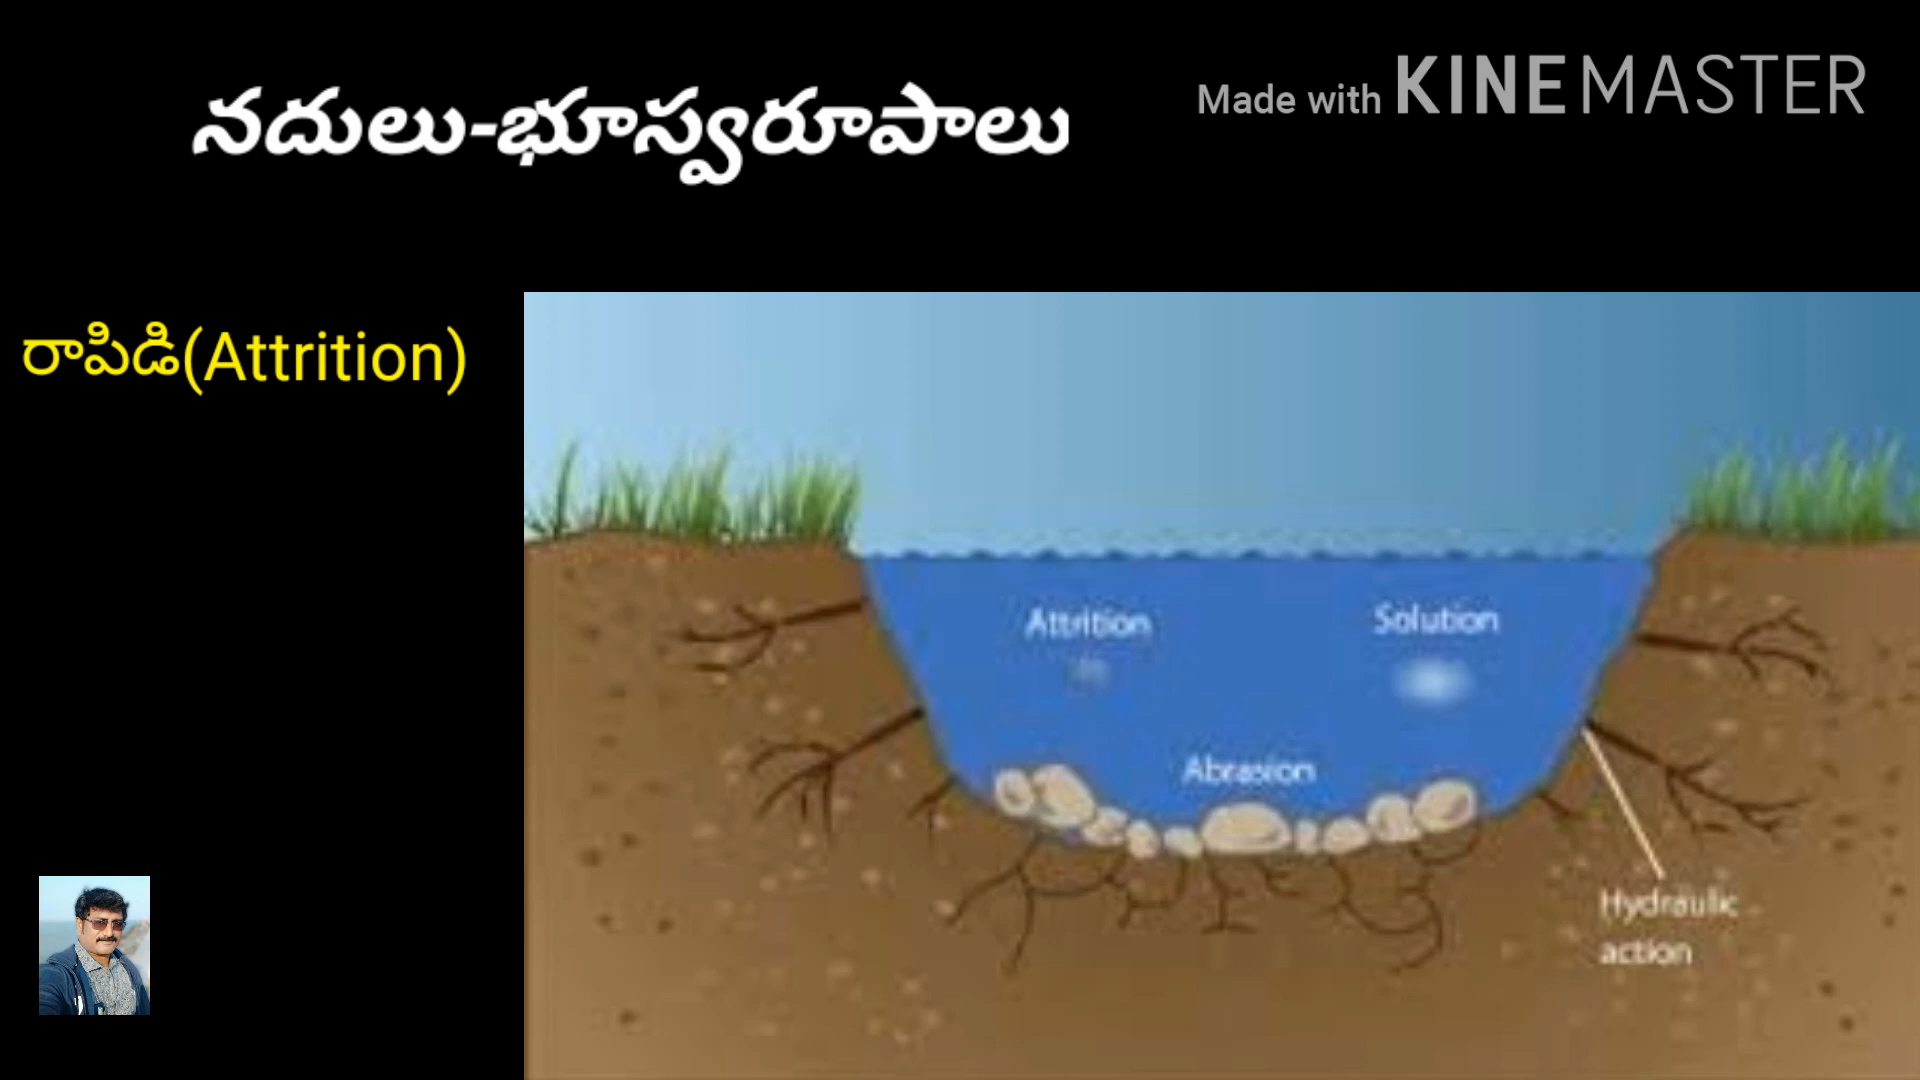 Made with KINEMASTER
నదులు-భూస్వరూపాలు
రాపిడి(Attrition)
Attrition
Solution
Abrasion
Hydraulic
action